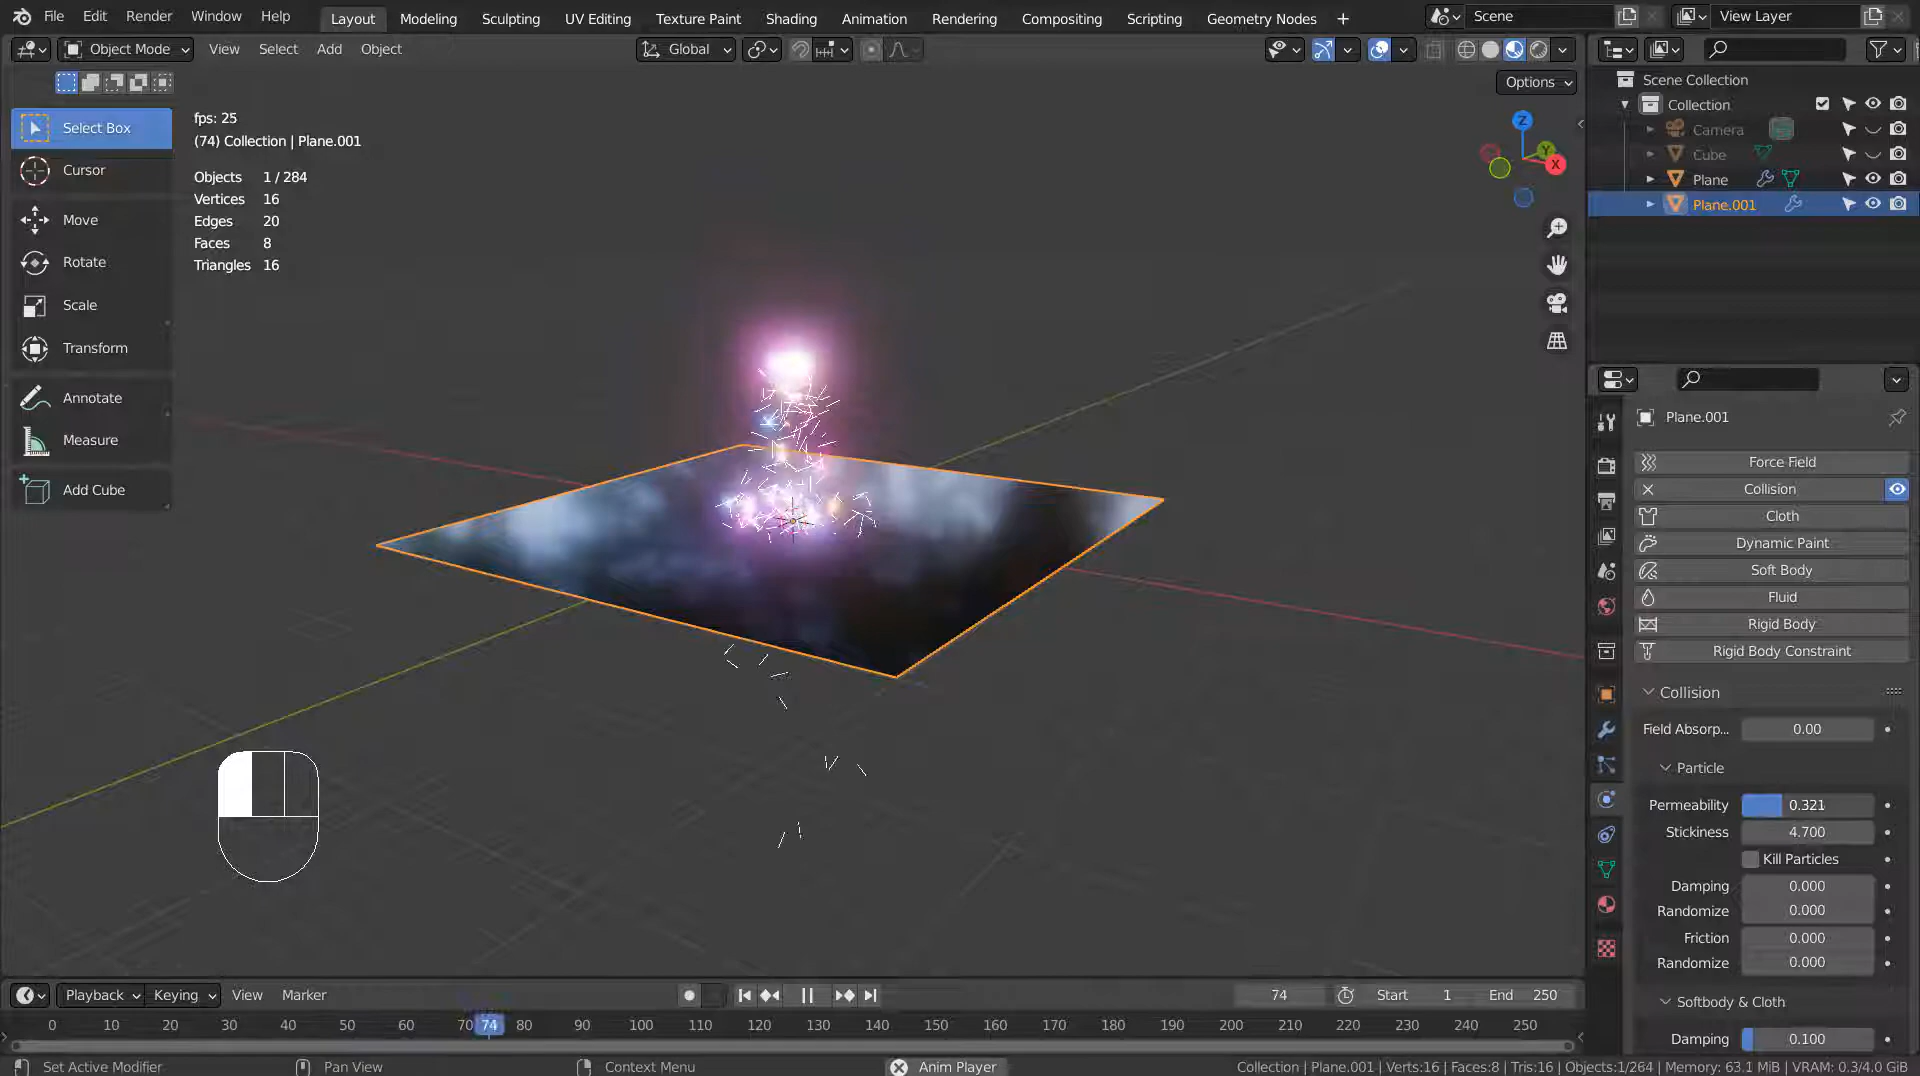 File Edit Render Window Help Layout Modeling Sculpting UV Editing Texture Paint Shading Animation Rendering Compositing Scripting Geometry Nodes + Scene View Layer
Object Mode View Select Add Object Global
Options
Select Box
Cursor
Move
Rotate
Scale
Transform
Annotate
Measure
Add Cube
fps: 25
(74) Collection | Plane.001
Objects 1 / 284
Vertices 16
Edges 20
Faces 8
Triangles 16
Z
Y
X
Scene Collection
Collection
Camera
Cube
Plane
Plane.001
Plane.001
Force Field
Collision
Cloth
Dynamic Paint
Soft Body
Fluid
Rigid Body
Rigid Body Constraint
Collision
Field Absorp... 0.00
Particle
Permeability 0.321
Stickiness 4.700
Kill Particles
Damping 0.000
Randomize 0.000
Friction 0.000
Randomize 0.000
Softbody & Cloth
Damping 0.100
Playback Keying View Marker 74 Start 1 End 250
0 10 20 30 40 50 60 70 74 80 90 100 110 120 130 140 150 160 170 180 190 200 210 220 230 240 250
Set Active Modifier Pan View Context Menu Anim Player Collection | Plane.001 | Verts:16 | Faces:8 | Tris:16 | Objects:1/264 | Memory: 63.1 MiB | VRAM: 0.3/4.0 GiB